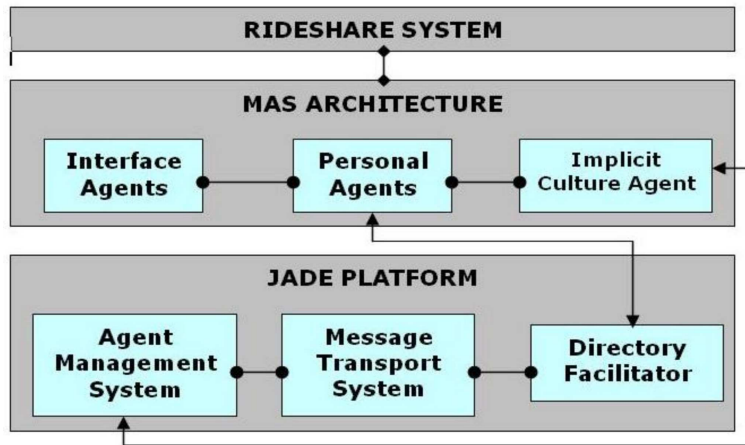 RIDESHARE SYSTEM
MAS ARCHITECTURE
Interface
Agents
Personal
Agents
Implicit
Culture Agent
JADE PLATFORM
Agent
Management
System
Message
Transport
System
Directory
Facilitator